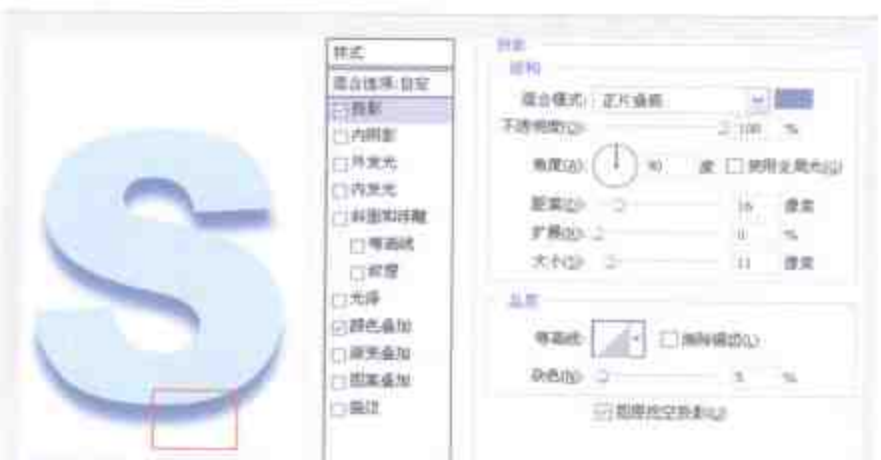 S
样式
混合选项:自定
投影
内阴影
外发光
内发光
斜面和浮雕
等高线
纹理
光泽
颜色叠加
渐变叠加
图案叠加
描边
投影
结构
混合模式: 正片叠底
不透明度(O): 100 %
角度(A): 90 度 使用全局光(G)
距离(D): 16 像素
扩展(R): 0 %
大小(S): 11 像素
品质
等高线: 消除锯齿(L)
杂色(N): 5 %
图层挖空投影(U)